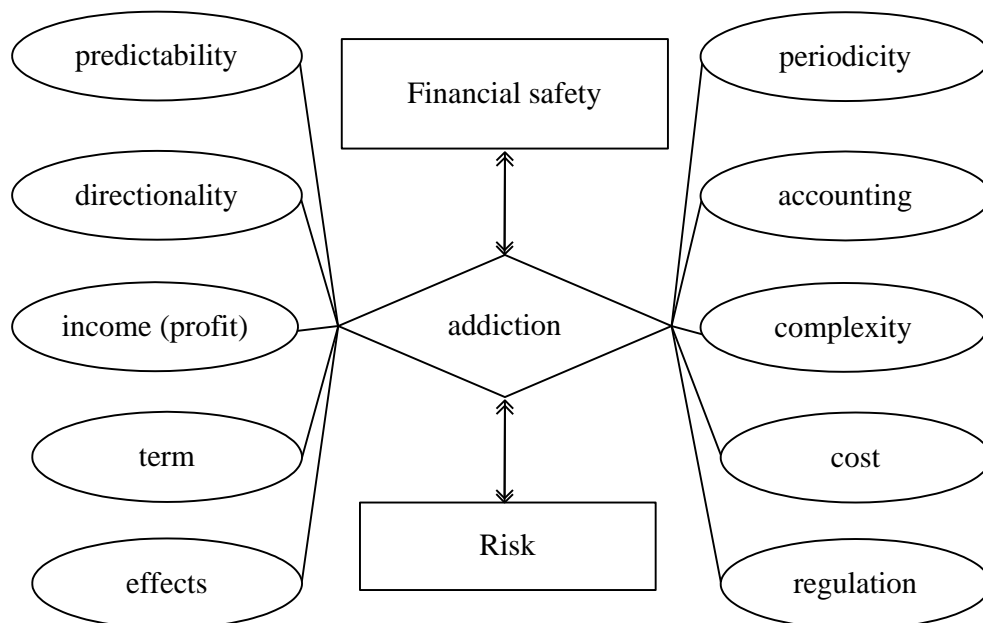 predictability
Financial safety
periodicity
directionality
accounting
income (profit)
addiction
complexity
term
cost
Risk
effects
regulation